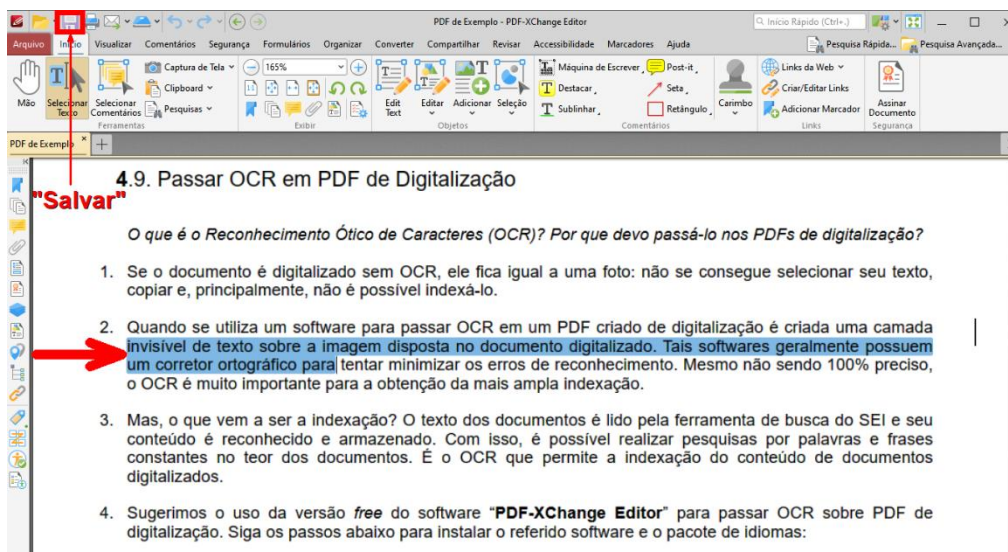 PDF de Exemplo - PDF-XChange Editor
Início Rápido (Ctrl+.)
Arquivo Início Visualizar Comentários Segurança Formulários Organizar Converter Compartilhar Revisar Acessibilidade Marcadores Ajuda
Pesquisa Rápida... Pesquisa Avançada...
Mão
Selecionar Texto
Selecionar Comentários
Captura de Tela
Clipboard
Pesquisas
Ferramentas
165%
Exibir
Edit Text
Editar
Adicionar
Seleção
Objetos
Máquina de Escrever
Destacar
Sublinhar
Post-it
Seta
Retângulo
Carimbo
Comentários
Links da Web
Criar/Editar Links
Adicionar Marcador
Links
Assinar Documento
Segurança
PDF de Exemplo
"Salvar"
4.9. Passar OCR em PDF de Digitalização
O que é o Reconhecimento Ótico de Caracteres (OCR)? Por que devo passá-lo nos PDFs de digitalização?
1. Se o documento é digitalizado sem OCR, ele fica igual a uma foto: não se consegue selecionar seu texto,
copiar e, principalmente, não é possível indexá-lo.
2. Quando se utiliza um software para passar OCR em um PDF criado de digitalização é criada uma camada
invisível de texto sobre a imagem disposta no documento digitalizado. Tais softwares geralmente possuem
um corretor ortográfico para tentar minimizar os erros de reconhecimento. Mesmo não sendo 100% preciso,
o OCR é muito importante para a obtenção da mais ampla indexação.
3. Mas, o que vem a ser a indexação? O texto dos documentos é lido pela ferramenta de busca do SEI e seu
conteúdo é reconhecido e armazenado. Com isso, é possível realizar pesquisas por palavras e frases
constantes no teor dos documentos. É o OCR que permite a indexação do conteúdo de documentos
digitalizados.
4. Sugerimos o uso da versão free do software “PDF-XChange Editor” para passar OCR sobre PDF de
digitalização. Siga os passos abaixo para instalar o referido software e o pacote de idiomas: